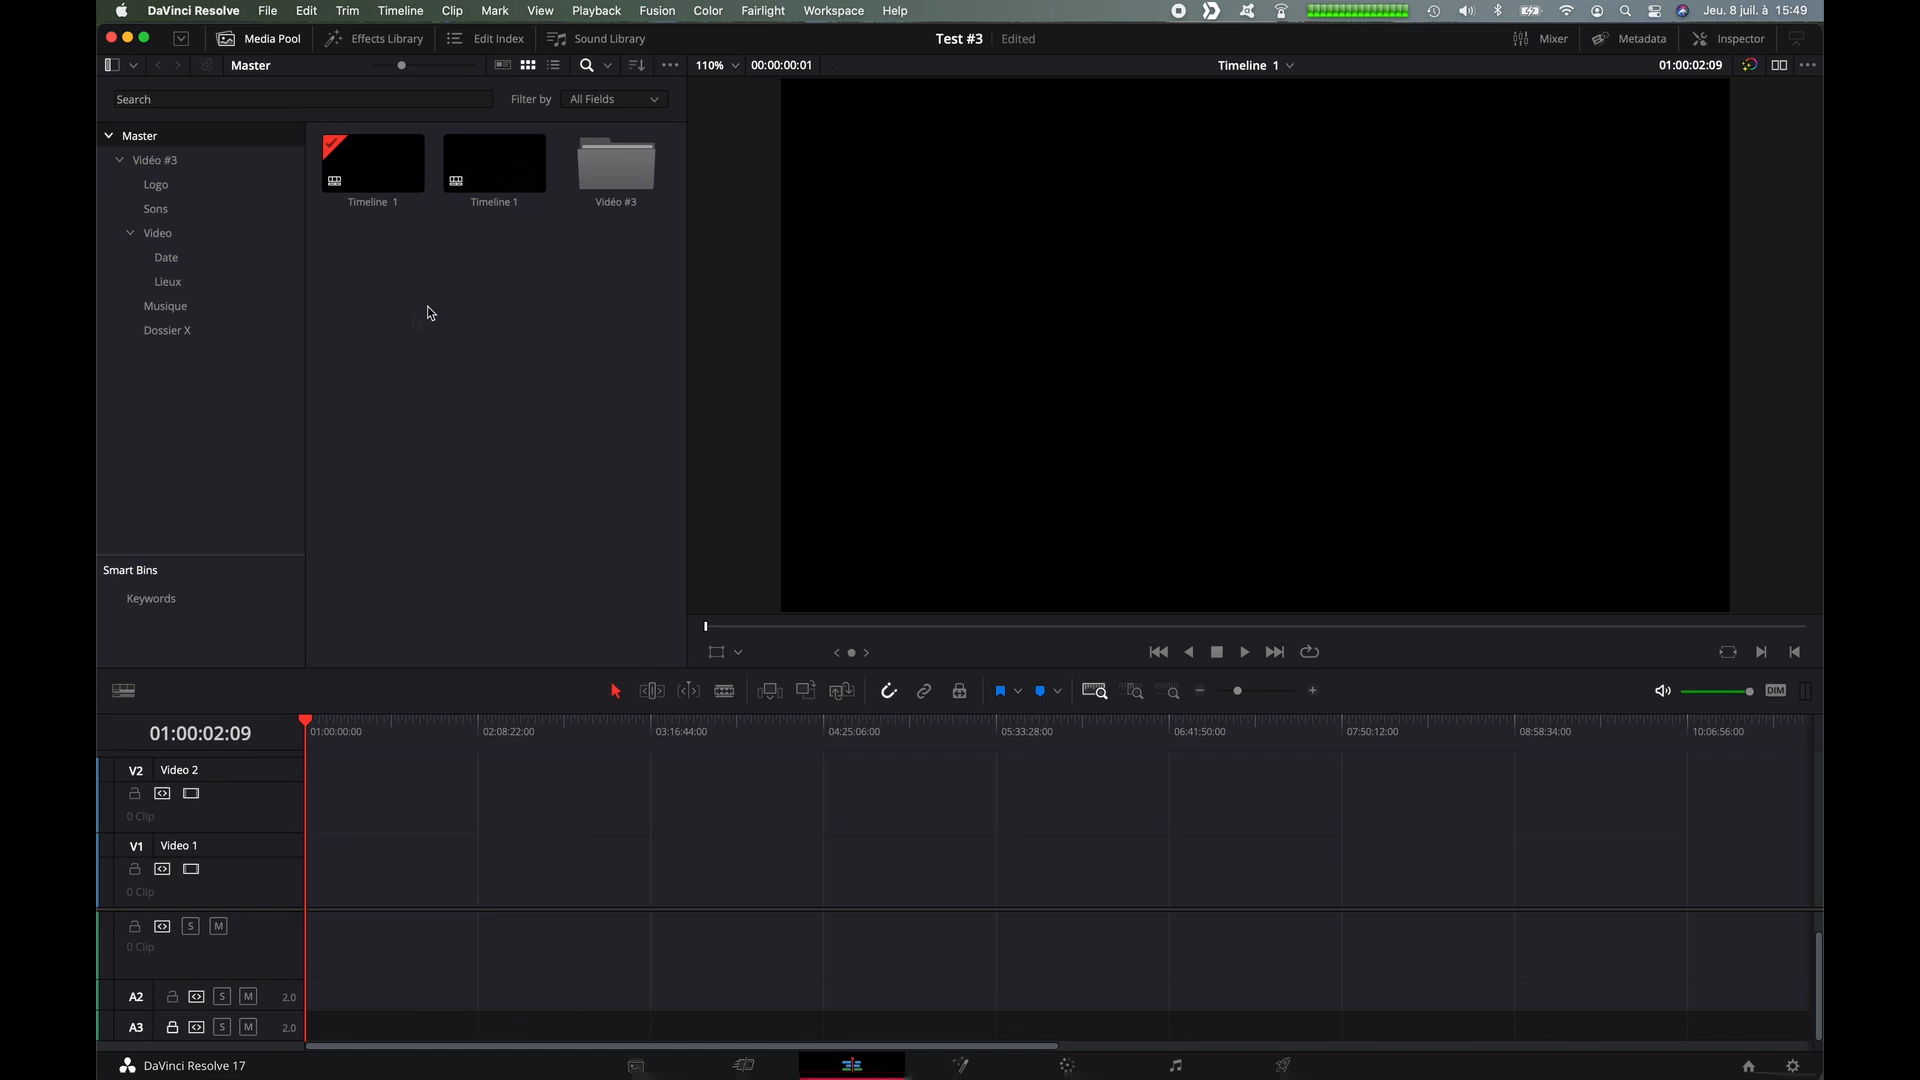 DaVinci Resolve File Edit Trim Timeline Clip Mark View Playback Fusion Color Fairlight Workspace Help Jeu. 8 juil. à 15:49
Media Pool Effects Library Edit Index Sound Library Test #3 Edited Mixer Metadata Inspector
Master 110% 00:00:00:01 Timeline 1 01:00:02:09
Search Filter by All Fields
Master
Vidéo #3
Logo
Sons
Video
Date
Lieux
Musique
Dossier X
Timeline 1 Timeline 1 Vidéo #3
Smart Bins
Keywords
DIM
01:00:02:09 01:00:00:00 02:08:22:00 03:16:44:00 04:25:06:00 05:33:28:00 06:41:50:00 07:50:12:00 08:58:34:00 10:06:56:00
V2 Video 2
0 Clip
V1 Video 1
0 Clip
S M
0 Clip
A2 S M 2.0
A3 S M 2.0
DaVinci Resolve 17